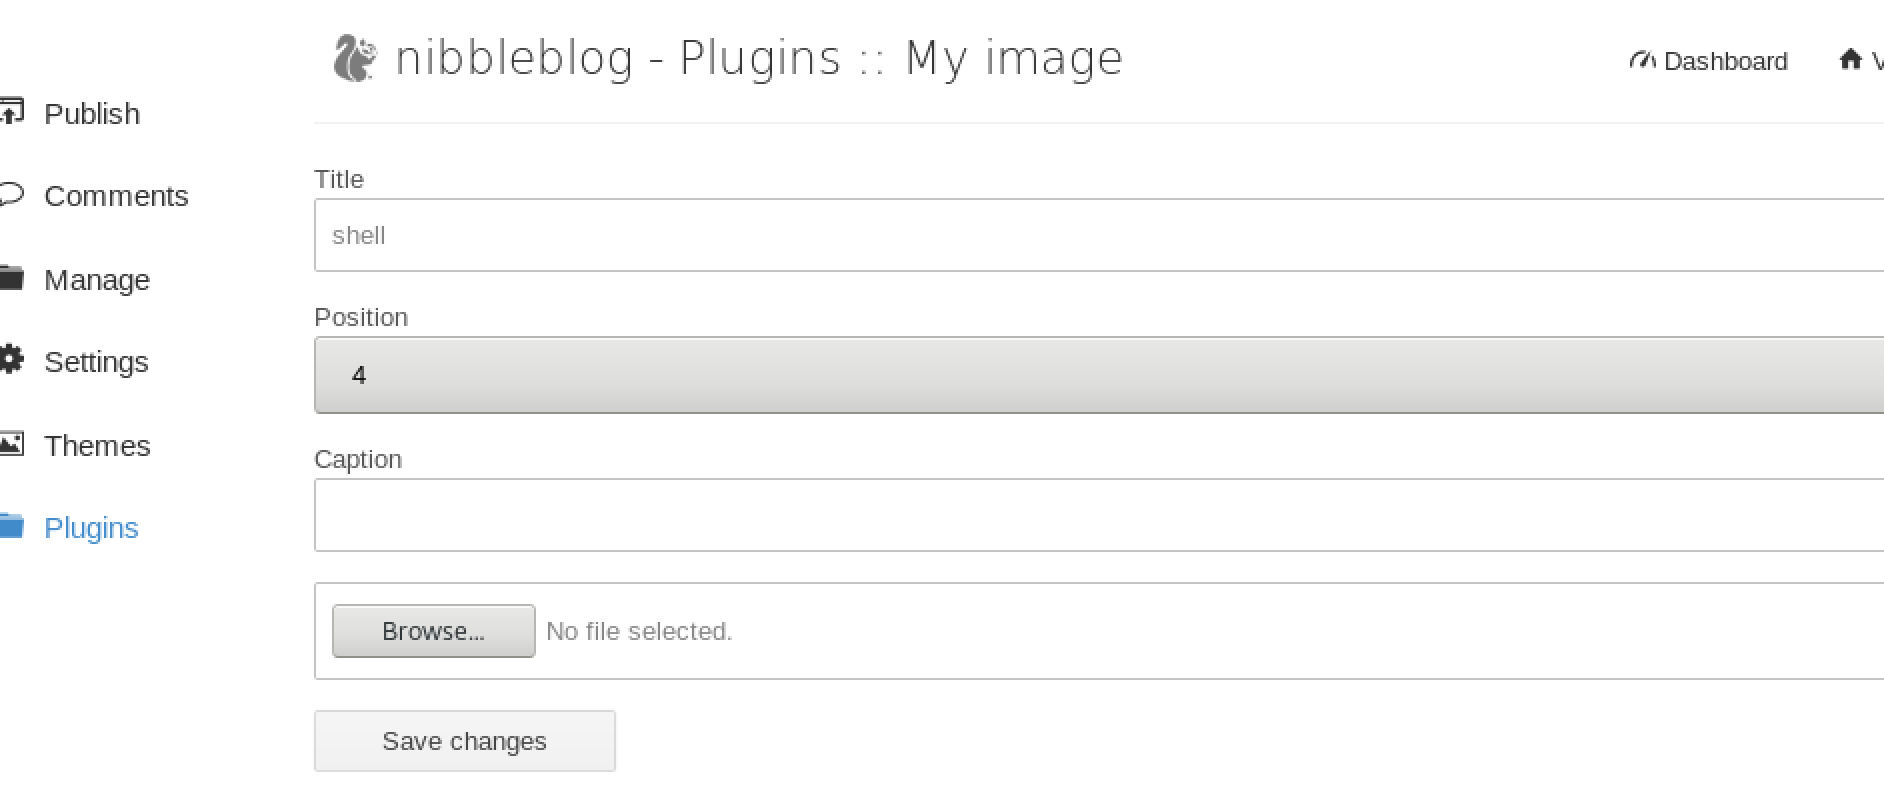 nibbleblog - Plugins :: My image
Dashboard
Publish
Comments
Manage
Settings
Themes
Plugins
Title
shell
Position
4
Caption
Browse...
No file selected.
Save changes